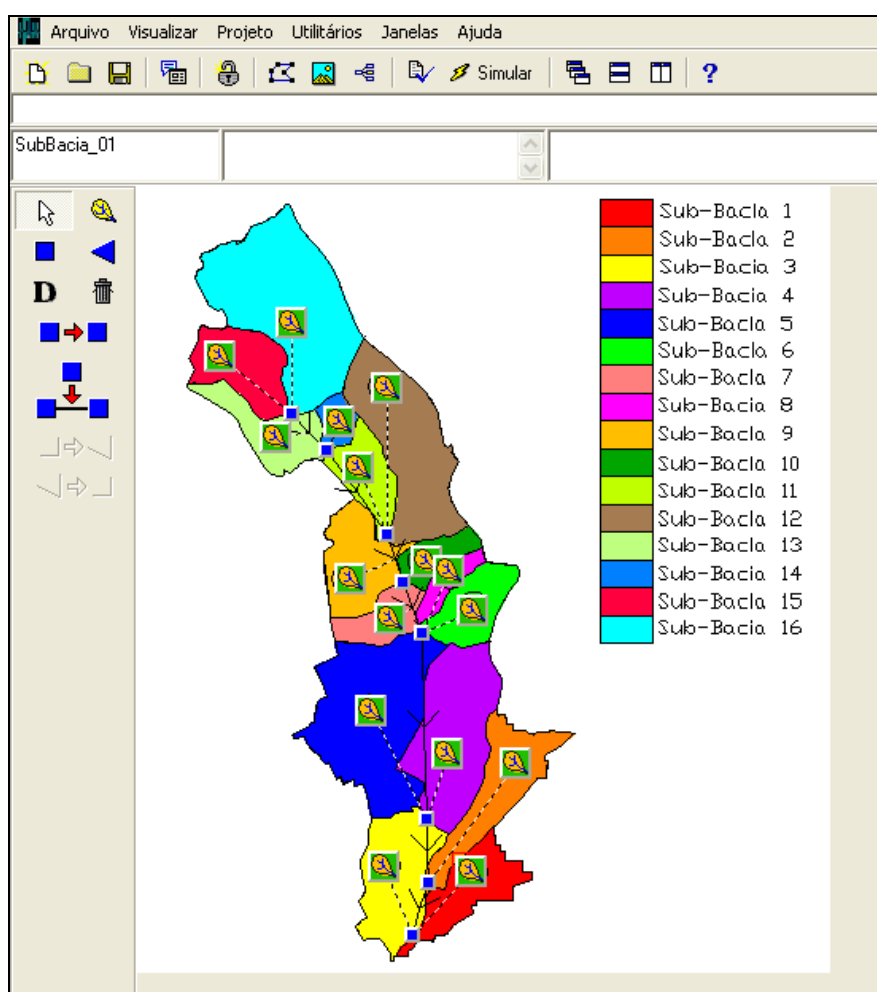 Arquivo Visualizar Projeto Utilitários Janelas Ajuda
Simular
?
SubBacia_01
D
Sub-Bacia 1
Sub-Bacia 2
Sub-Bacia 3
Sub-Bacia 4
Sub-Bacia 5
Sub-Bacia 6
Sub-Bacia 7
Sub-Bacia 8
Sub-Bacia 9
Sub-Bacia 10
Sub-Bacia 11
Sub-Bacia 12
Sub-Bacia 13
Sub-Bacia 14
Sub-Bacia 15
Sub-Bacia 16